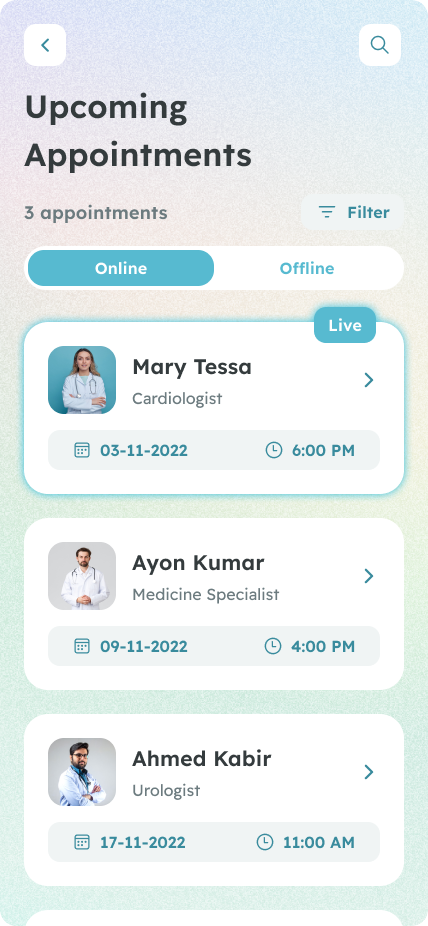 Upcoming
Appointments
3 appointments
Filter
Online
Offline
Live
Mary Tessa
Cardiologist
03-11-2022
6:00 PM
Ayon Kumar
Medicine Specialist
09-11-2022
4:00 PM
Ahmed Kabir
Urologist
17-11-2022
11:00 AM